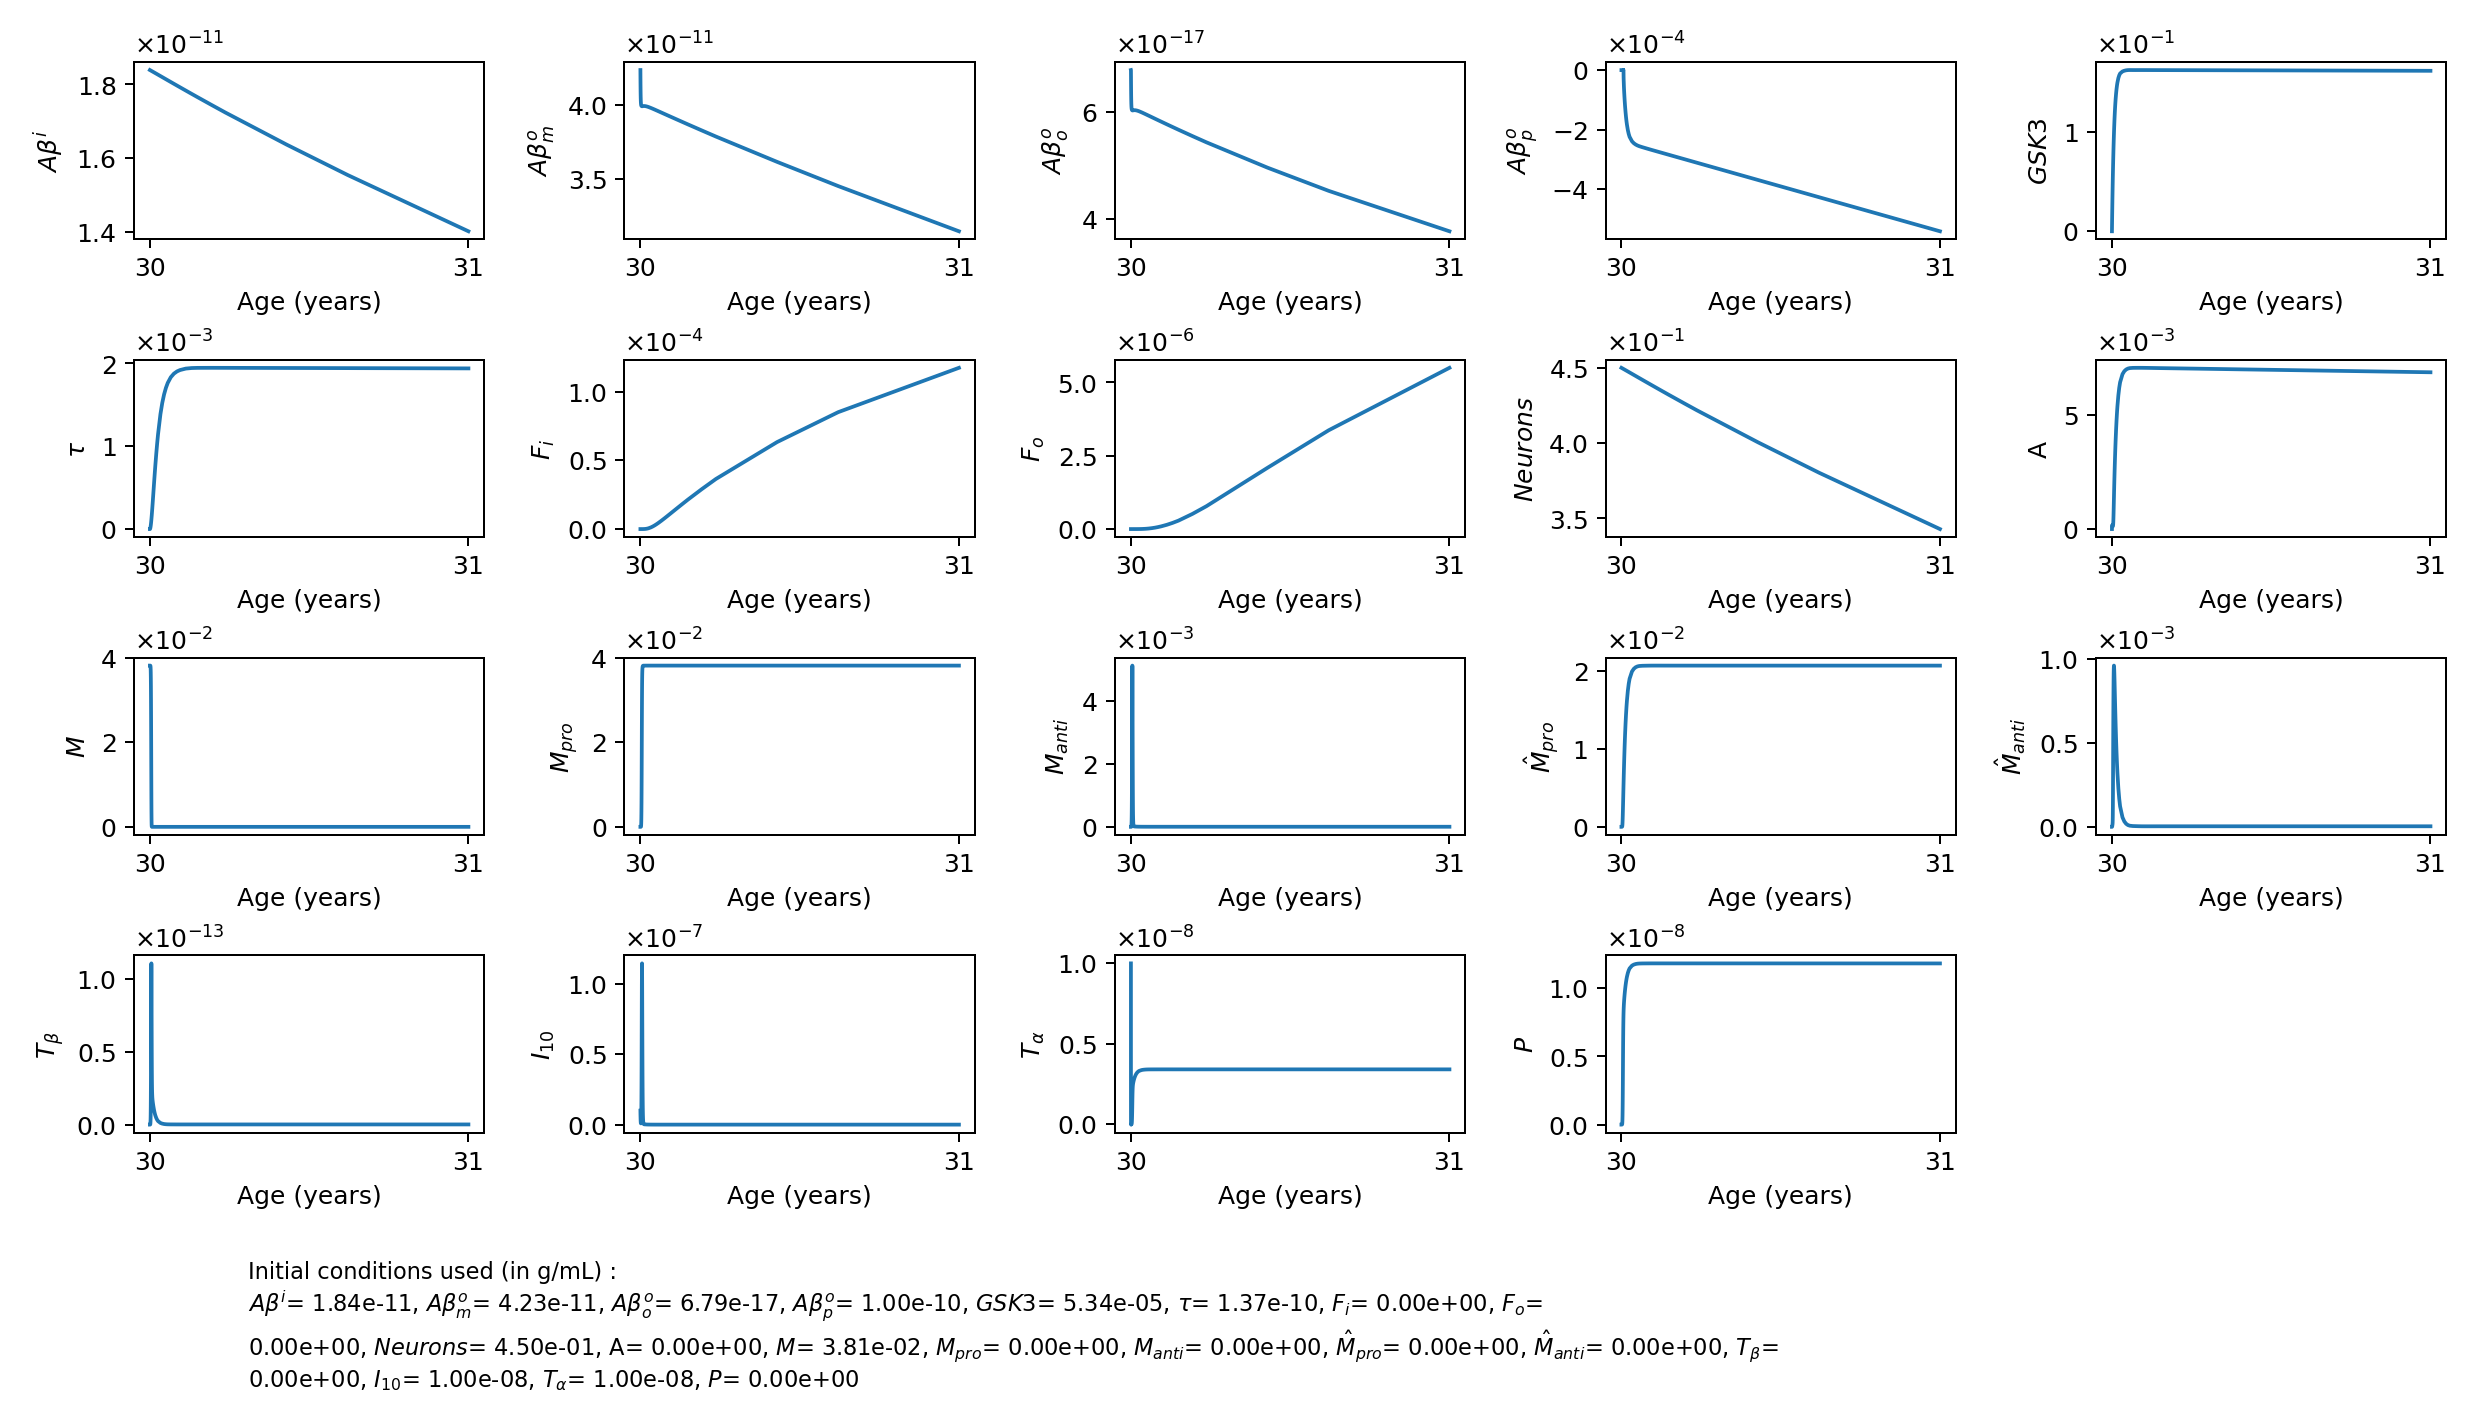 ×10⁻¹¹ ×10⁻¹¹ ×10⁻¹⁷ ×10⁻⁴ ×10⁻¹
Aβⁱ 1.8 1.6 1.4 30 31 Age (years)
Aβₘᵒ 4.0 3.5 30 31 Age (years)
Aβₒᵒ 6 4 30 31 Age (years)
Aβₚᵒ 0 −2 −4 30 31 Age (years)
GSK3 1 0 30 31 Age (years)
×10⁻³ ×10⁻⁴ ×10⁻⁶ ×10⁻¹ ×10⁻³
τ 2 1 0 30 31 Age (years)
Fᵢ 1.0 0.5 0.0 30 31 Age (years)
Fₒ 5.0 2.5 0.0 30 31 Age (years)
Neurons 4.5 4.0 3.5 30 31 Age (years)
A 5 0 30 31 Age (years)
×10⁻² ×10⁻² ×10⁻³ ×10⁻² ×10⁻³
M 4 2 0 30 31 Age (years)
M_pro 4 2 0 30 31 Age (years)
M_anti 4 2 0 30 31 Age (years)
M̂_pro 2 1 0 30 31 Age (years)
M̂_anti 1.0 0.5 0.0 30 31 Age (years)
×10⁻¹³ ×10⁻⁷ ×10⁻⁸ ×10⁻⁸
T_β 1.0 0.5 0.0 30 31 Age (years)
I₁₀ 1.0 0.5 0.0 30 31 Age (years)
T_α 1.0 0.5 0.0 30 31 Age (years)
P 1.0 0.5 0.0 30 31 Age (years)
Initial conditions used (in g/mL) :
Aβⁱ= 1.84e-11, Aβₘᵒ= 4.23e-11, Aβₒᵒ= 6.79e-17, Aβₚᵒ= 1.00e-10, GSK3= 5.34e-05, τ= 1.37e-10, Fᵢ= 0.00e+00, Fₒ=
0.00e+00, Neurons= 4.50e-01, A= 0.00e+00, M= 3.81e-02, M_pro= 0.00e+00, M_anti= 0.00e+00, M̂_pro= 0.00e+00, M̂_anti= 0.00e+00, T_β=
0.00e+00, I₁₀= 1.00e-08, T_α= 1.00e-08, P= 0.00e+00